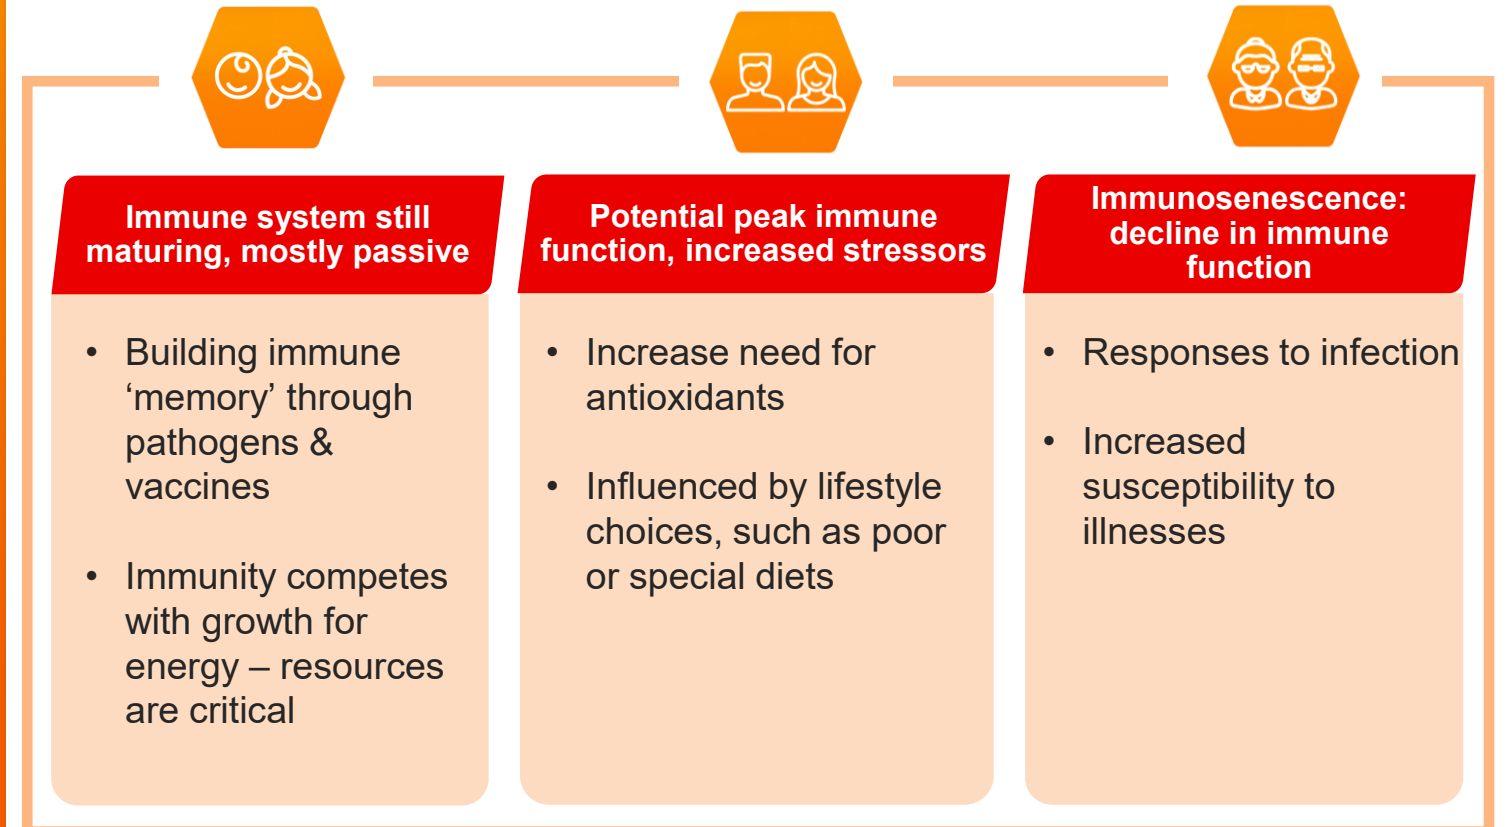 Immune system still
maturing, mostly passive
• Building immune
‘memory’ through
pathogens &
vaccines
• Immunity competes
with growth for
energy – resources
are critical
Potential peak immune
function, increased stressors
• Increase need for
antioxidants
• Influenced by lifestyle
choices, such as poor
or special diets
Immunosenescence:
decline in immune
function
• Responses to infection
• Increased
susceptibility to
illnesses